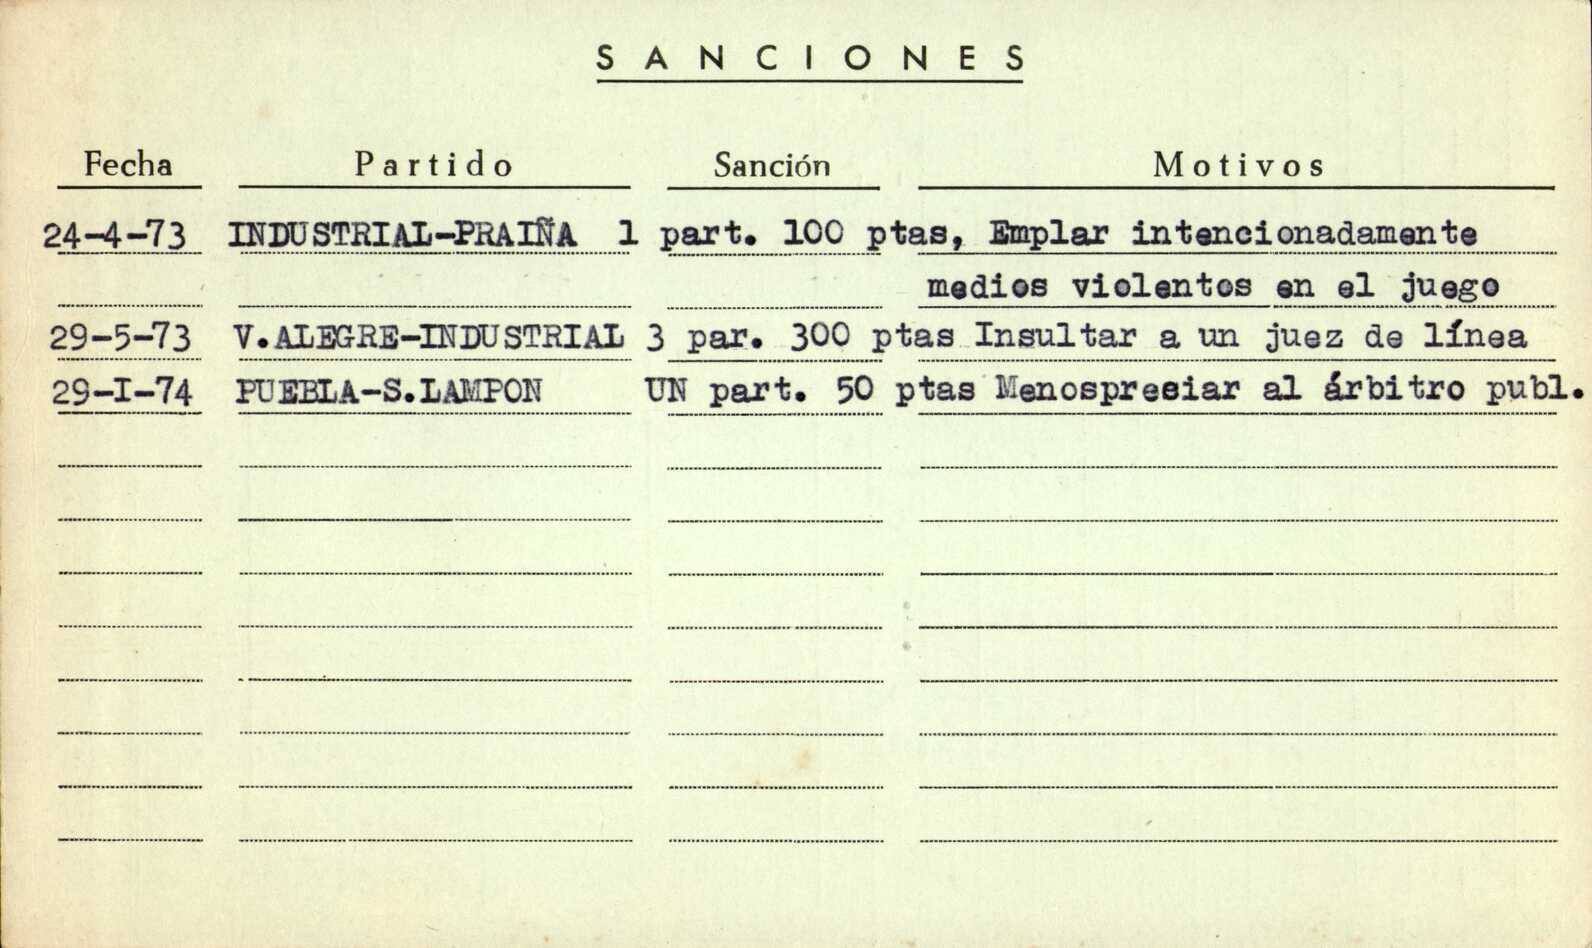 SANCIONES
Fecha Partido Sanción Motivos
24-4-73 INDUSTRIAL-PRAIÑA 1 part. 100 ptas, Emplar intencionadamente
medios violentos en el juego
29-5-73 V.ALEGRE-INDUSTRIAL 3 par. 300 ptas Insultar a un juez de línea
29-I-74 PUEBLA-S.LAMPON UN part. 50 ptas Menospreciar al árbitro publ.